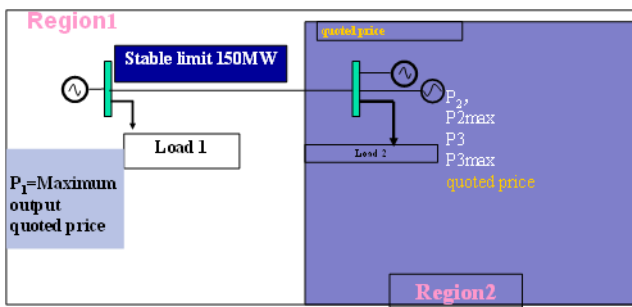 Region1
quoted price
Stable limit 150MW
P2,
P2max
P3
P3max
quoted price
Load 1
Load 2
P1=Maximum
output
quoted price
Region2